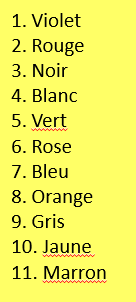 1. Violet
2. Rouge
3. Noir
4. Blanc
5. Vert
6. Rose
7. Bleu
8. Orange
9. Gris
10. Jaune
11. Marron